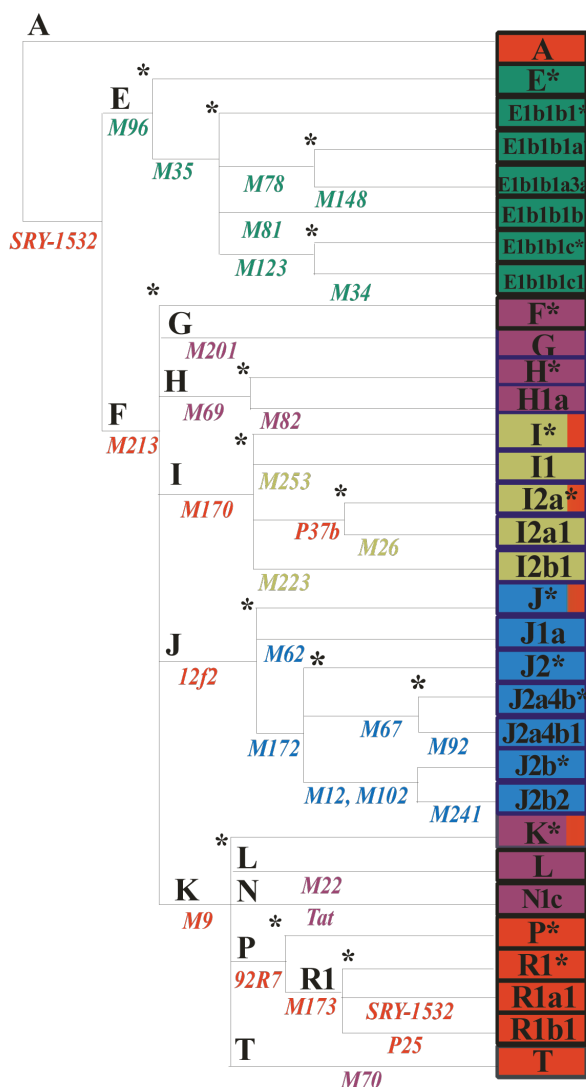 A
A
*
E*
E
*
E1b1b1*
M96
*
E1b1b1a
M35
M78
E1b1b1a3a
M148
E1b1b1b
SRY-1532
M81
*
E1b1b1c*
M123
E1b1b1c1
M34
*
F*
G
G
M201
H
*
H*
F
M69
H1a
M82
M213
*
I*
I
M253
I1
M170
*
I2a*
P37b
M26
I2a1
M223
I2b1
*
J*
J
M62
J1a
12f2
*
J2*
*
J2a4b*
M172
M67
M92
J2a4b1
J2b*
M12, M102
M241
J2b2
*
K*
L
L
K
M22
N
N1c
M9
Tat
*
P*
P
*
R1*
92R7
R1
M173
SRY-1532
R1a1
P25
R1b1
T
T
M70